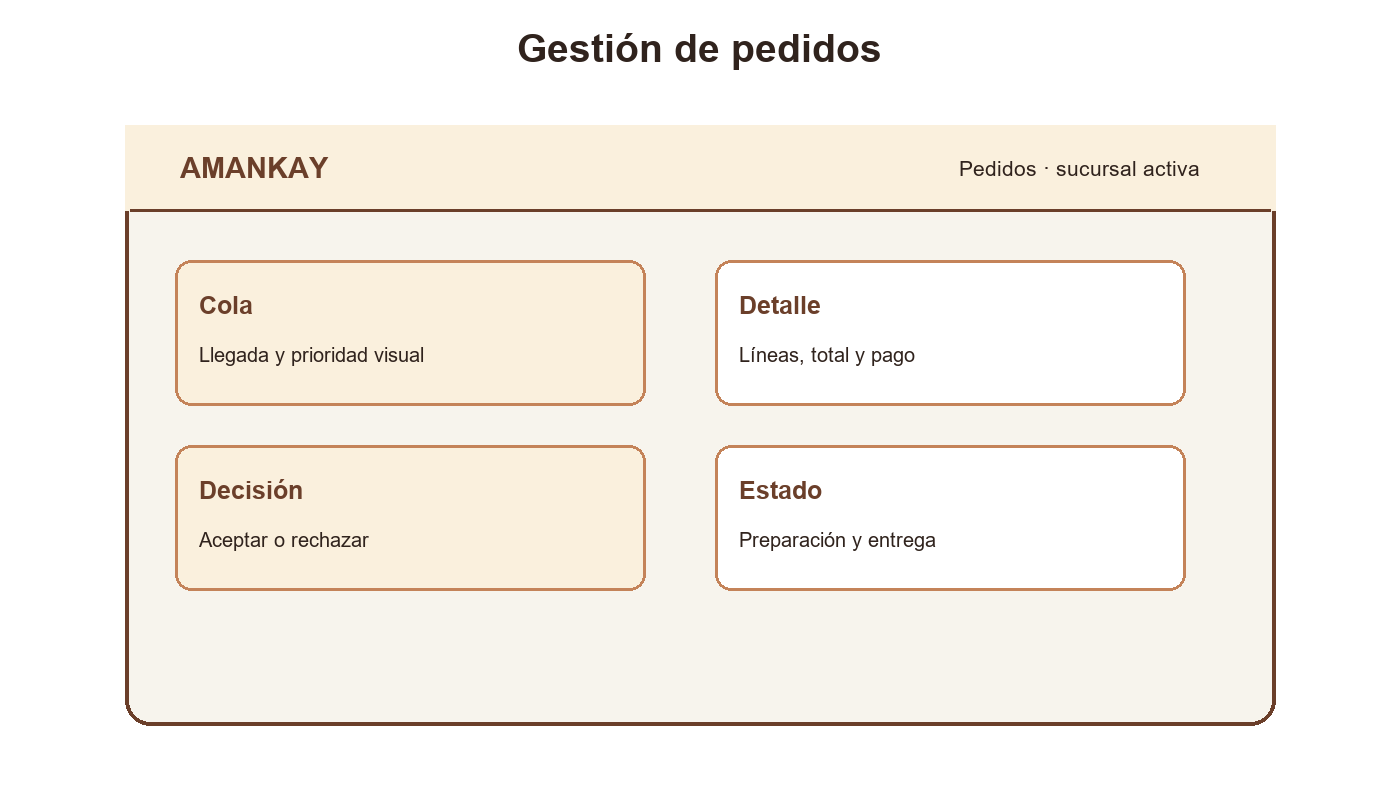 Gestión de pedidos
AMANKAY
Pedidos · sucursal activa
Cola
Llegada y prioridad visual
Detalle
Líneas, total y pago
Decisión
Aceptar o rechazar
Estado
Preparación y entrega